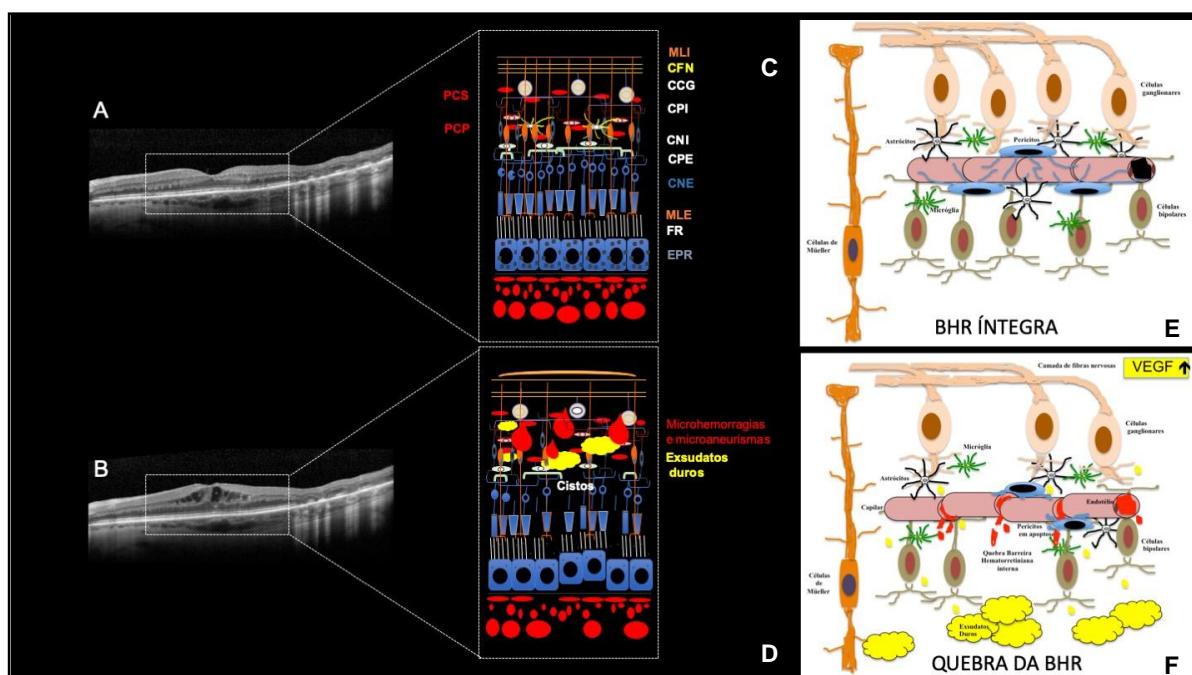 A
PCS
PCP
MLI
CFN
CCG
CPI
CNI
CPE
CNE
MLE
FR
EPR
C
B
Microhemorragias
e microaneurismas
Exsudatos
duros
Cistos
D
Células
ganglionares
Astrócitos
Pericitos
Micróglia
Células
bipolares
Células de
Müeller
BHR ÍNTEGRA
E
Camada de fibras nervosas
VEGF
Células
ganglionares
Micróglia
Astrócitos
Capilar
Endotélio
Pericitos
em apoptose
Quebra Barreira
Hematorretiniana
interna
Células
bipolares
Células
de
Müeller
Exsudatos
Duros
QUEBRA DA BHR
F